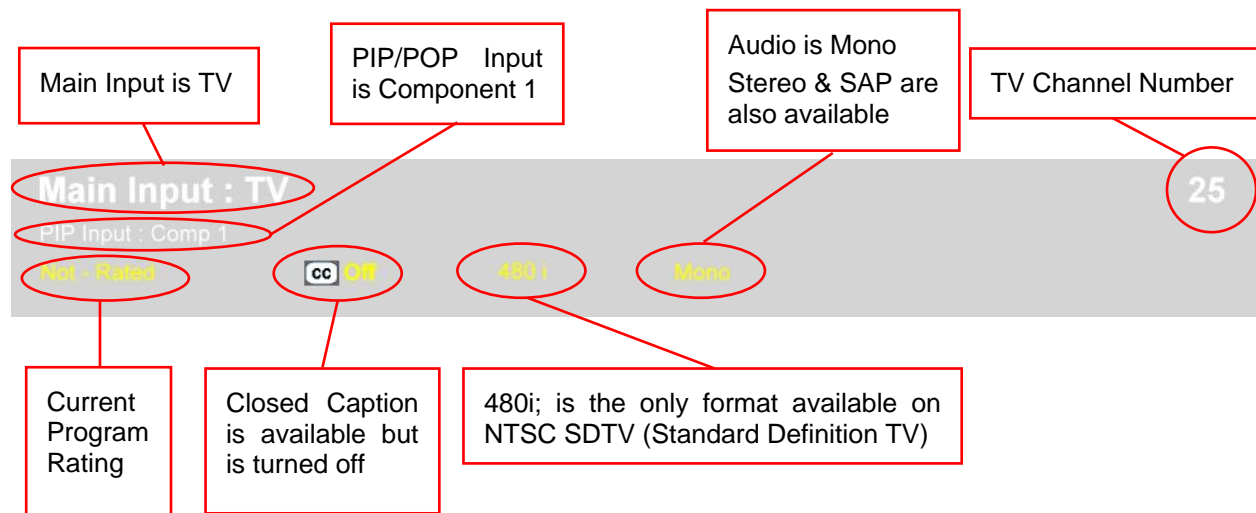 Main Input is TV
PIP/POP Input
is Component 1
Audio is Mono
Stereo & SAP are
also available
TV Channel Number
Main Input : TV
25
PIP Input : Comp 1
Not - Rated
cc Off
480 i
Mono
Current
Program
Rating
Closed Caption
is available but
is turned off
480i; is the only format available on
NTSC SDTV (Standard Definition TV)